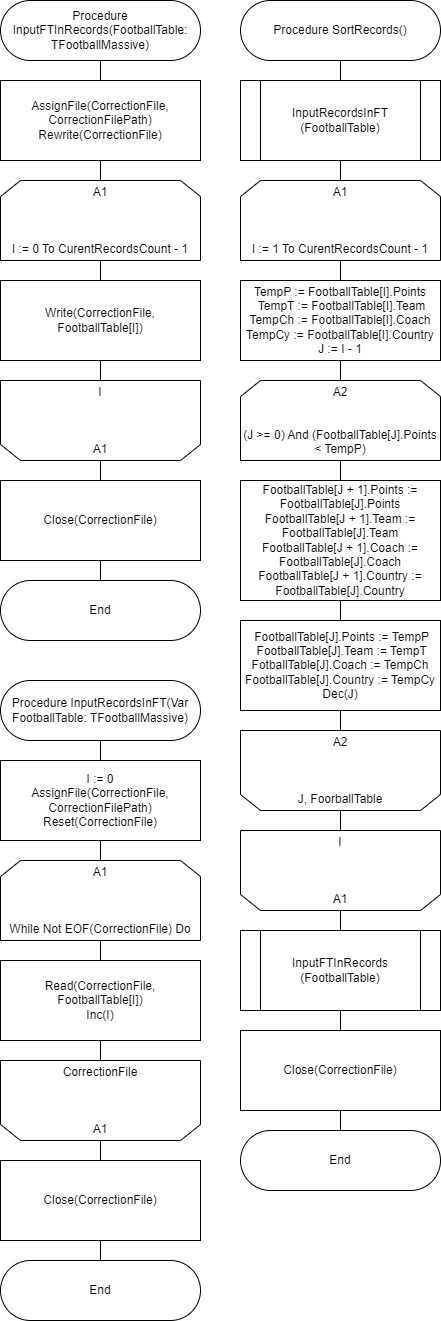 Procedure
InputFTInRecords(FootballTable:
TFootballMassive)
AssignFile(CorrectionFile,
CorrectionFilePath)
Rewrite(CorrectionFile)
A1
I := 0 To CurentRecordsCount - 1
Write(CorrectionFile,
FootballTable[I])
I
A1
Close(CorrectionFile)
End
Procedure InputRecordsInFT(Var
FootballTable: TFootballMassive)
I := 0
AssignFile(CorrectionFile,
CorrectionFilePath)
Reset(CorrectionFile)
A1
While Not EOF(CorrectionFile) Do
Read(CorrectionFile,
FootballTable[I])
Inc(I)
CorrectionFile
A1
Close(CorrectionFile)
End
Procedure SortRecords()
InputRecordsInFT
(FootballTable)
A1
I := 1 To CurentRecordsCount - 1
TempP := FootballTable[I].Points
TempT := FootballTable[I].Team
TempCh := FootballTable[I].Coach
TempCy := FootballTable[I].Country
J := I - 1
A2
(J >= 0) And (FootballTable[J].Points
< TempP)
FootballTable[J + 1].Points :=
FootballTable[J].Points
FootballTable[J + 1].Team :=
FootballTable[J].Team
FootballTable[J + 1].Coach :=
FootballTable[J].Coach
FootballTable[J + 1].Country :=
FootballTable[J].Country
FootballTable[J].Points := TempP
FootballTable[J].Team := TempT
FotballTable[J].Coach := TempCh
FootballTable[J].Country := TempCy
Dec(J)
A2
J, FoorballTable
I
A1
InputFTInRecords
(FootballTable)
Close(CorrectionFile)
End